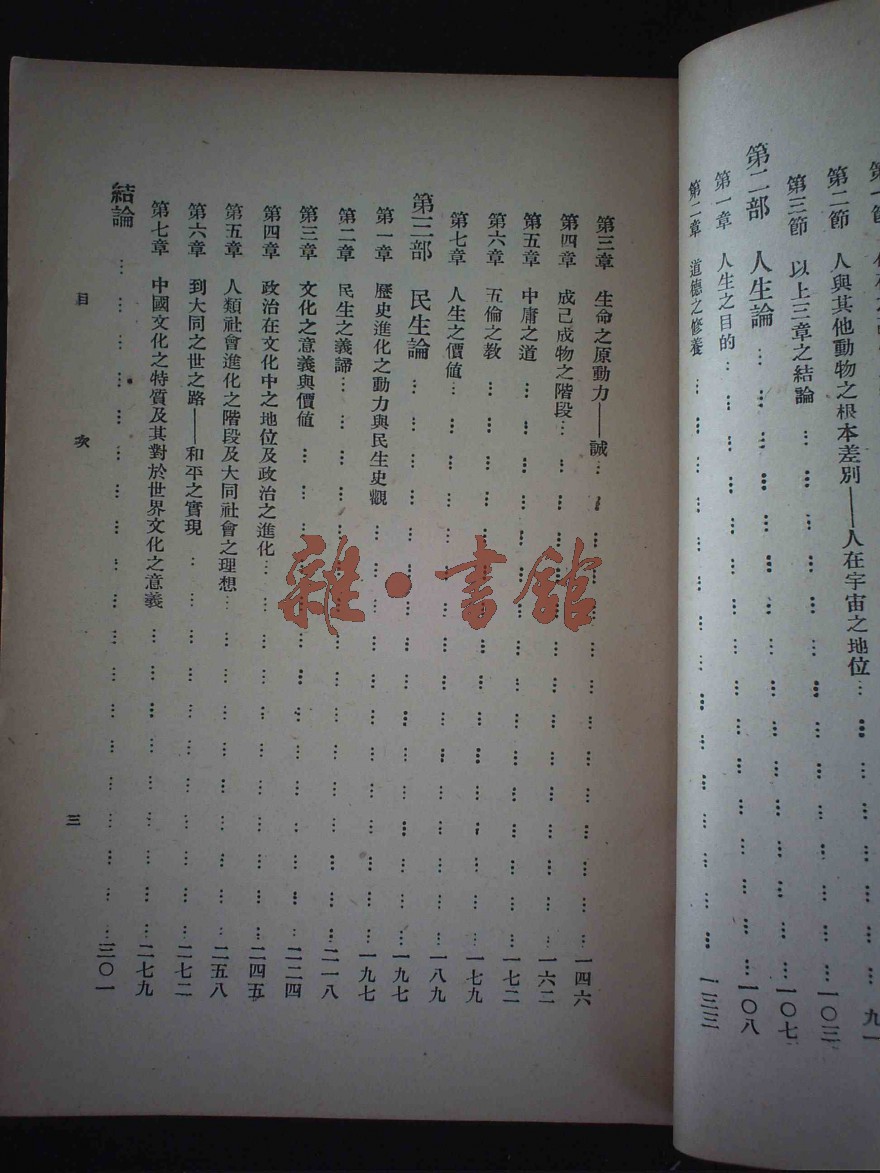 第二節 人與其他動物之根本差別——人在宇宙之地位… … 一〇三
第三節 以上三章之結論… … … … … … … … … 一〇七
第二部 人生論… … … … … … … … … … … 一〇八
第一章 人生之目的… … … … … … … … … … 一〇八
第二章 道德之修養… … … … … … … … … … 一三三
第三章 生命之原動力——誠… … … … … … … … … 一四六
第四章 成己成物之階段… … … … … … … … … … 一六二
第五章 中庸之道… … … … … … … … … … … 一七二
第六章 五倫之敎… … … … … … … … … … … 一七九
第七章 人生之價值… … … … … … … … … … … 一八九
第三部 民生論… … … … … … … … … … … … 一九七
第一章 歷史進化之動力與民生史觀… … … … … … … … 一九七
第二章 民生之義諦… … … … … … … … … … … 二一八
第三章 文化之意義與價值… … … … … … … … … … 二二四
第四章 政治在文化中之地位及政治之進化… … … … … … … 二四五
第五章 人類社會進化之階段及大同社會之理想… … … … … … 二五八
第六章 到大同之世之路——和平之實現… … … … … … … 二七二
第七章 中國文化之特質及其對於世界文化之意義… … … … … … 二七九
結論… … … … … … … … … … … … … … 三〇一
目 次
三
雜·書館